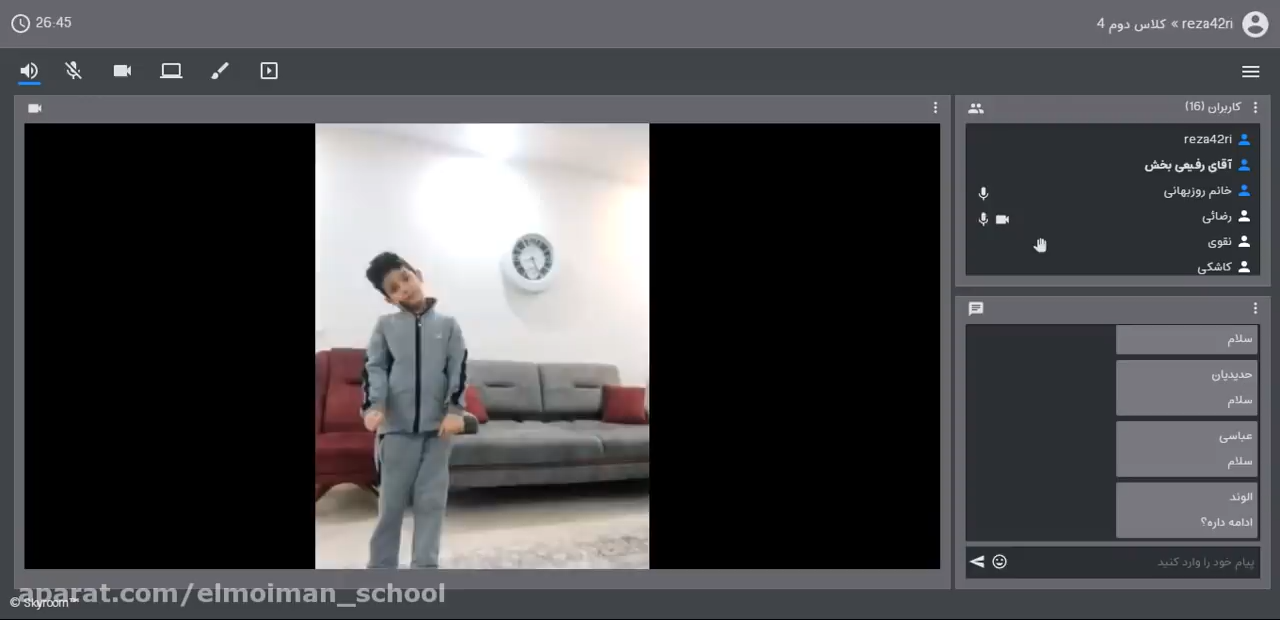 26:45
reza42ri » کلاس دوم 4
کاربران (16)
reza42ri
آقای رفیعی بخش
خانم روزبهانی
رضائی
نقوی
کاشکی
سلام
حدیدیان
سلام
عباسی
سلام
الوند
ادامه داره؟
پیام خود را وارد کنید
aparat.com/elmoiman_school
© Skyroom™